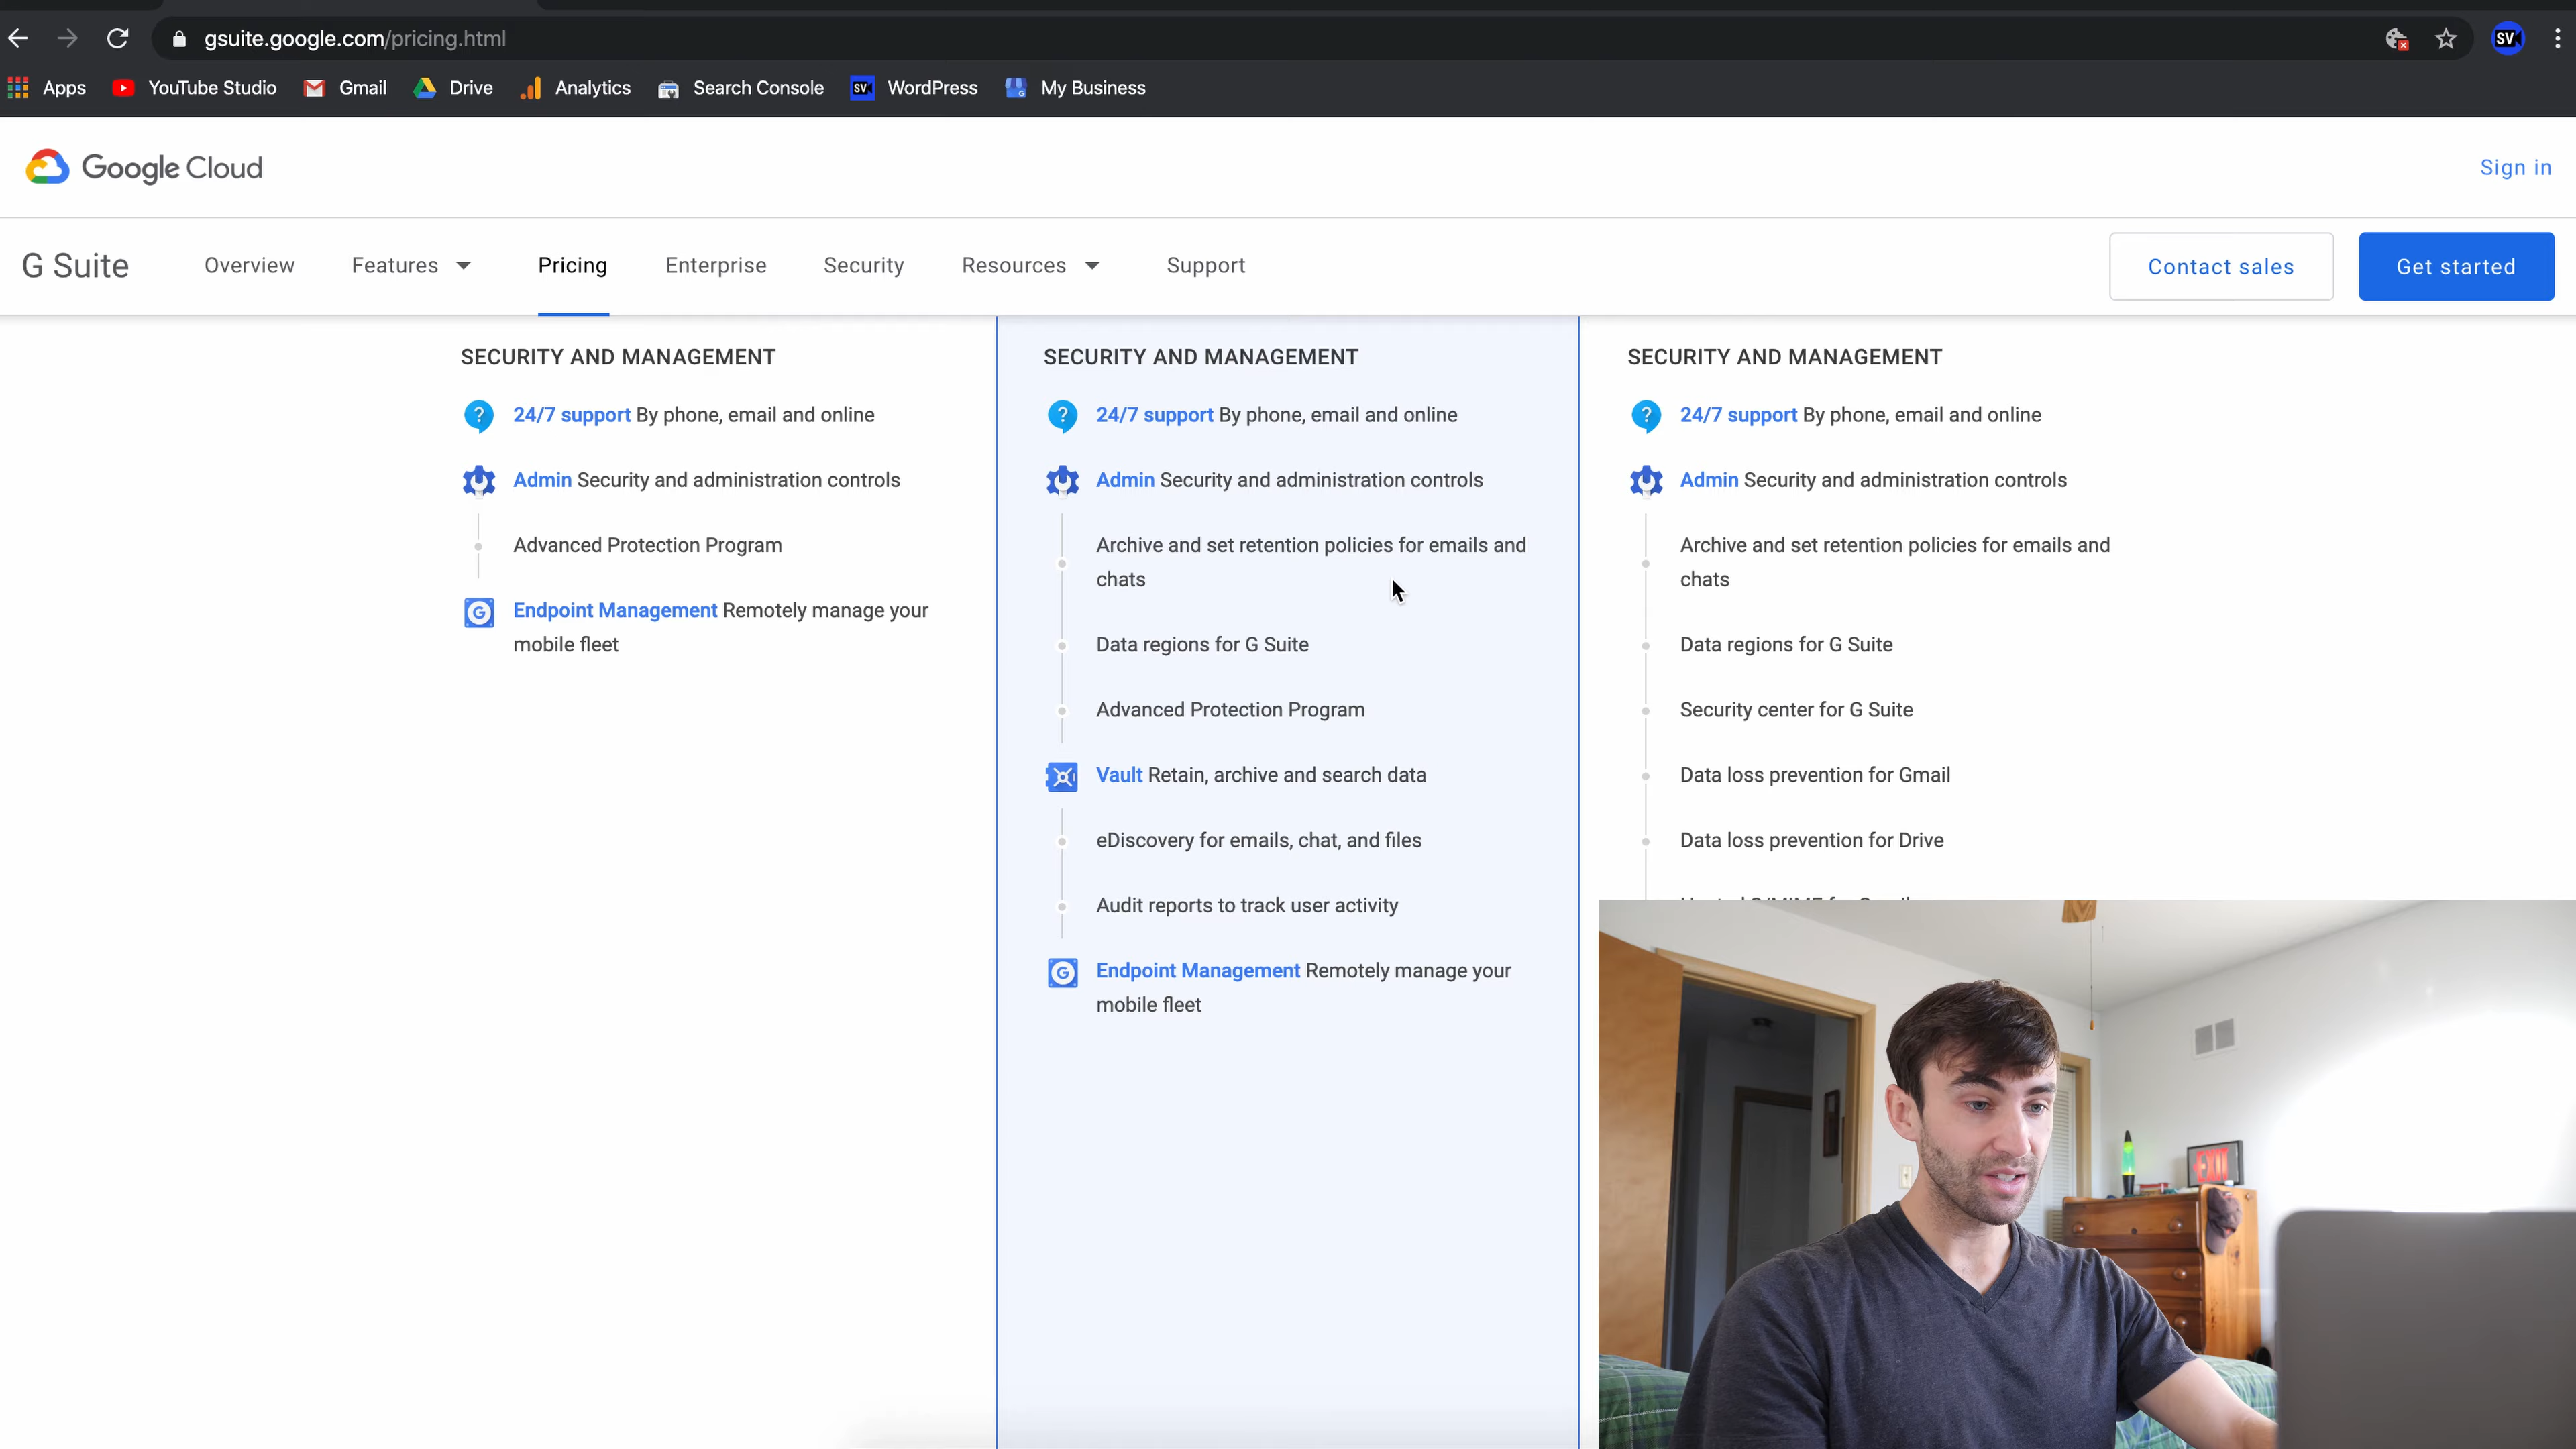 gsuite.google.com/pricing.html
SV
Apps
YouTube Studio
Gmail
Drive
Analytics
Search Console
SV
WordPress
My Business
Google Cloud
Sign in
G Suite
Overview
Features
Pricing
Enterprise
Security
Resources
Support
Contact sales
Get started
SECURITY AND MANAGEMENT
24/7 support By phone, email and online
Admin Security and administration controls
Advanced Protection Program
Endpoint Management Remotely manage your
mobile fleet
SECURITY AND MANAGEMENT
24/7 support By phone, email and online
Admin Security and administration controls
Archive and set retention policies for emails and
chats
Data regions for G Suite
Advanced Protection Program
Vault Retain, archive and search data
eDiscovery for emails, chat, and files
Audit reports to track user activity
Endpoint Management Remotely manage your
mobile fleet
SECURITY AND MANAGEMENT
24/7 support By phone, email and online
Admin Security and administration controls
Archive and set retention policies for emails and
chats
Data regions for G Suite
Security center for G Suite
Data loss prevention for Gmail
Data loss prevention for Drive
EXIT